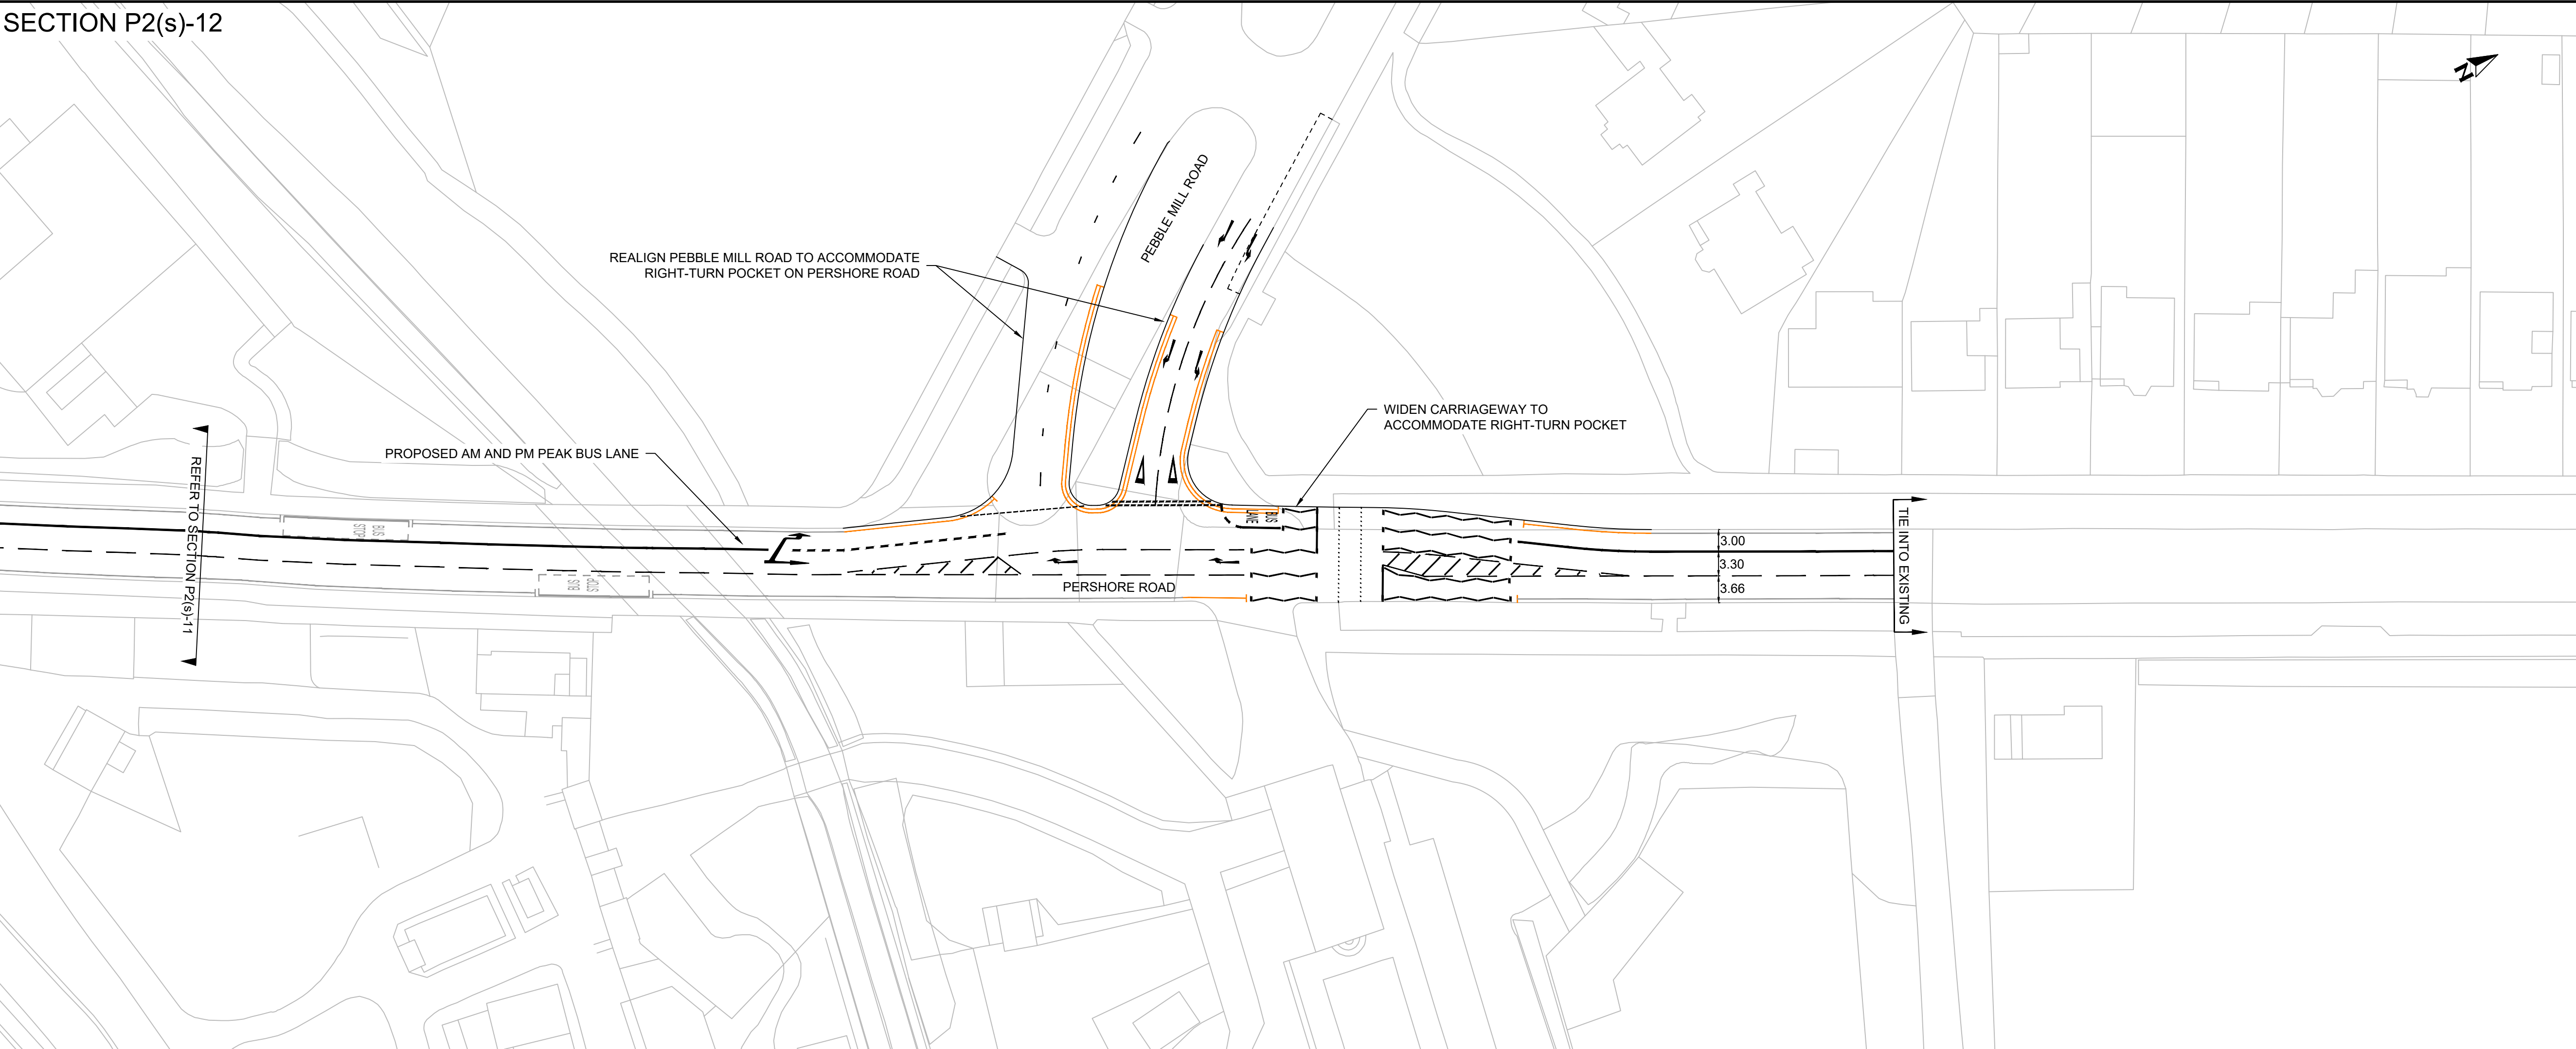 SECTION P2(s)-12
N
PEBBLE MILL ROAD
REALIGN PEBBLE MILL ROAD TO ACCOMMODATE
RIGHT-TURN POCKET ON PERSHORE ROAD
WIDEN CARRIAGEWAY TO
ACCOMMODATE RIGHT-TURN POCKET
PROPOSED AM AND PM PEAK BUS LANE
REFER TO SECTION P2(s)-11
BUS
STOP
BUS
LANE
TIE INTO EXISTING
3.00
3.30
3.66
BUS
STOP
PERSHORE ROAD